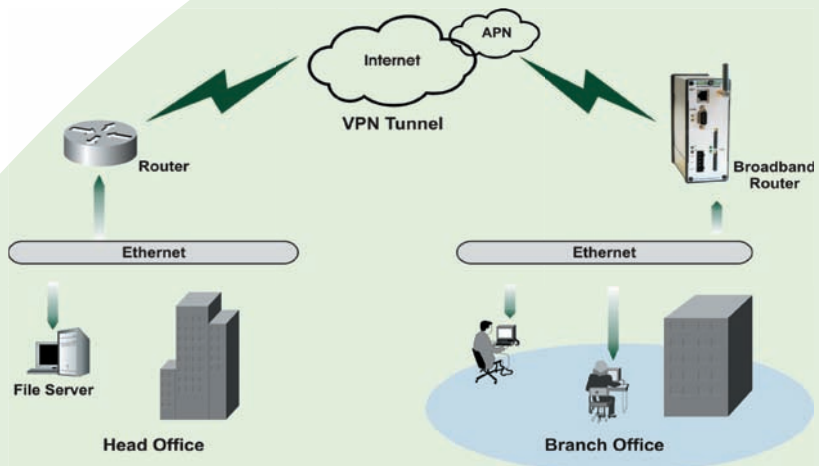 APN
Internet
VPN Tunnel
Router
Broadband
Router
Ethernet
Ethernet
File Server
Head Office
Branch Office